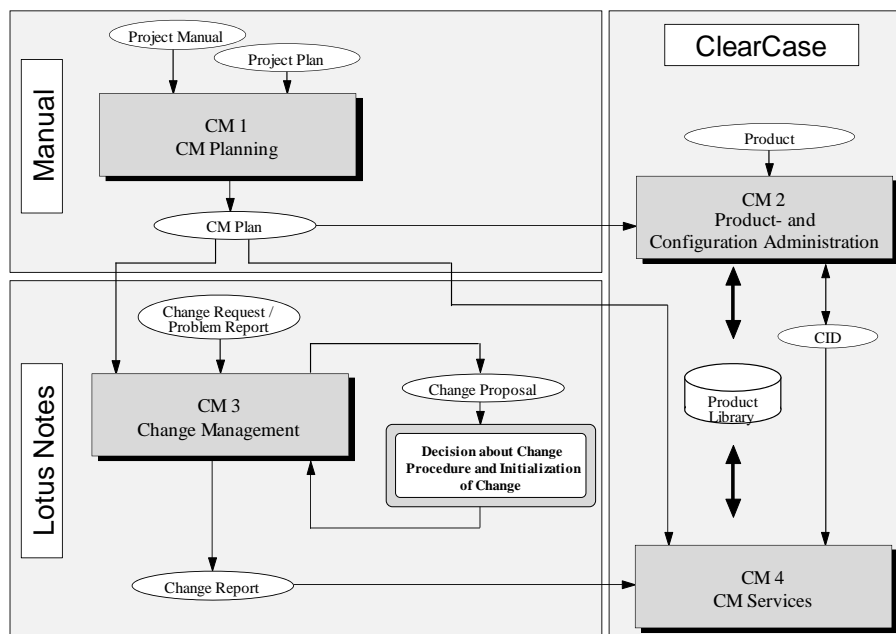 Manual
Project Manual
Project Plan
CM 1
CM Planning
CM Plan
ClearCase
Product
CM 2
Product- and
Configuration Administration
CID
Product
Library
CM 4
CM Services
Lotus Notes
Change Request /
Problem Report
CM 3
Change Management
Change Proposal
Decision about Change
Procedure and Initialization
of Change
Change Report